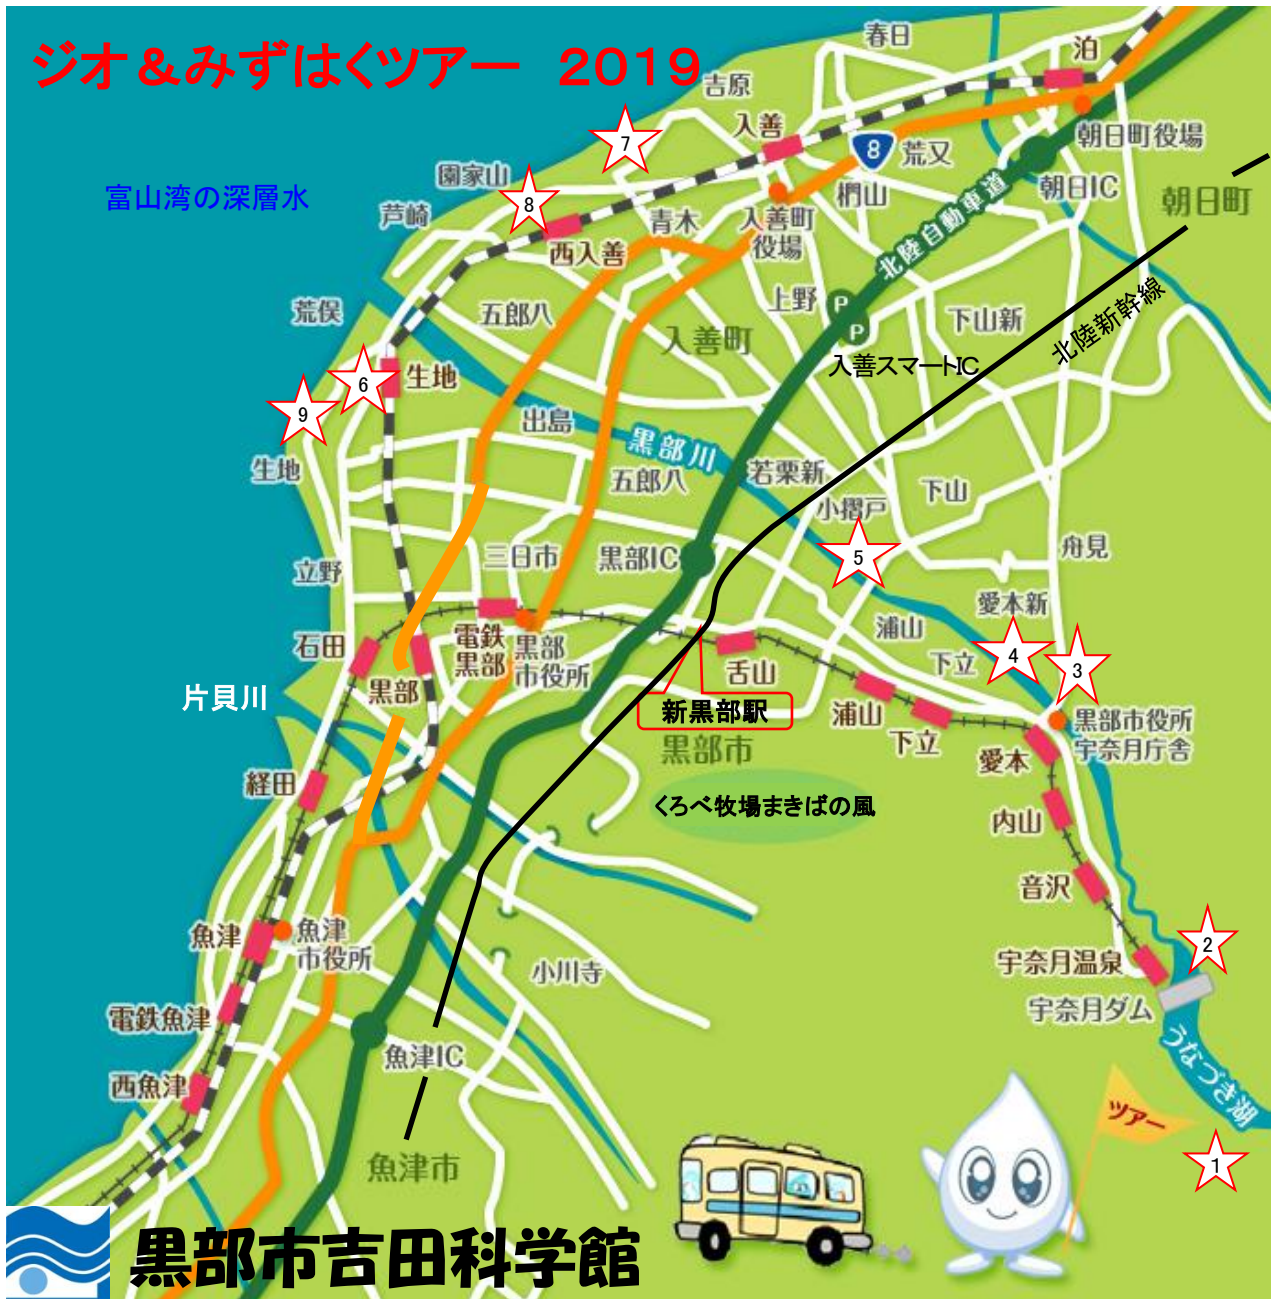 ジオ＆みずはくツアー　2019
春日
泊
吉原
7
入善
8
荒又
朝日町役場
園家山
富山湾の深層水
8
朝日IC
朝日町
芦崎
青木
入善町
役場
椚山
北陸自動車道
西入善
荒俣
五郎八
上野
P
P
下山新
北陸新幹線
入善町
入善スマートIC
6
生地
9
出島
黒部川
生地
五郎八
若栗新
下山
小摺戸
三日市
黒部IC
5
舟見
立野
愛本新
石田
電鉄
黒部
黒部
市役所
浦山
下立
4
3
舌山
黒部
片貝川
新黒部駅
浦山
下立
黒部市役所
宇奈月庁舎
黒部市
愛本
経田
くろべ牧場まきばの風
内山
音沢
魚津
魚津
市役所
小川寺
2
宇奈月温泉
宇奈月ダム
電鉄魚津
魚津IC
うなづき湖
西魚津
ツアー
魚津市
1
黒部市吉田科学館